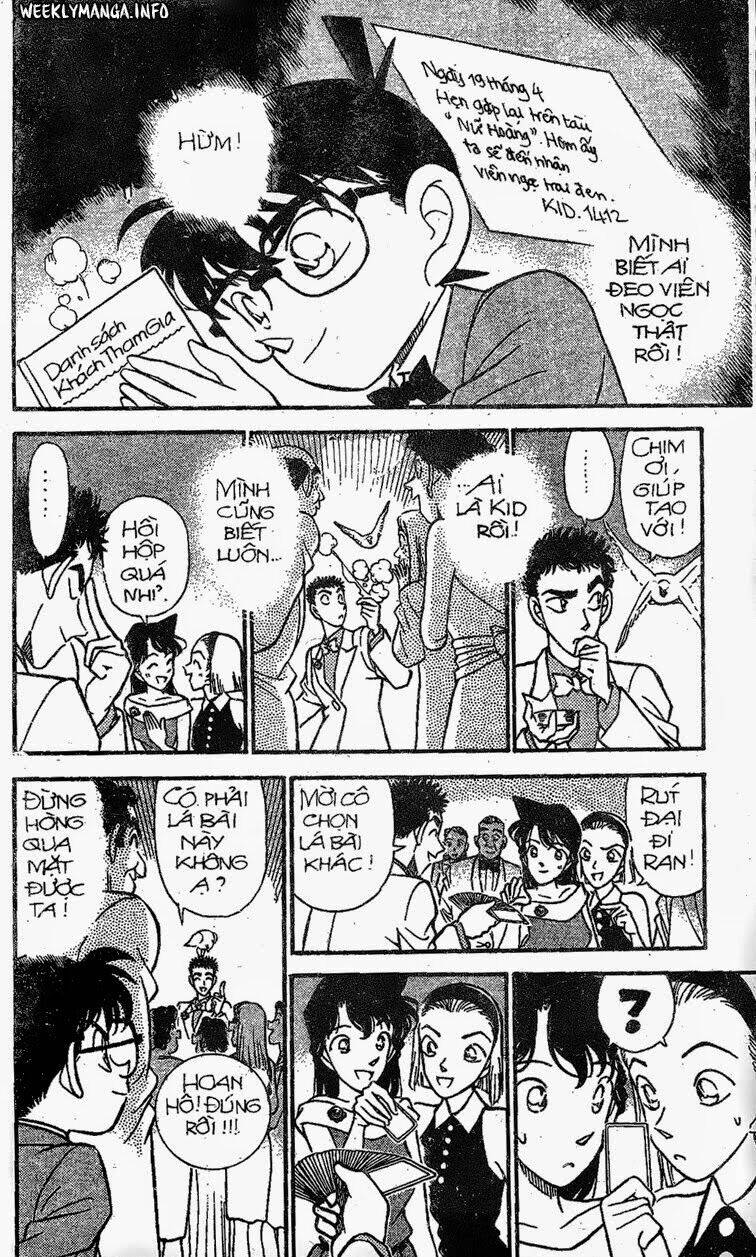 WEEKLYMANGA.INFO
Ngày 19 tháng 4
Hẹn gặp lại trên tàu
"Nữ Hoàng". Hôm ấy
ta sẽ đến nhận
viên ngọc trai đen.
KID. 1412
HỪM!
MÌNH
BIẾT AI
ĐEO VIÊN
NGỌC
THẬT
RỒI!
Danh sách
Khách Tham Gia
CHIM
ƠI,
GIÚP
TAO
VỚI!
.....
AI
LÀ KID
RỒI!
MÌNH
CŨNG
BIẾT
LUÔN...
HỒI
HỘP
QUÁ
NHỈ.
.....
RÚT
ĐẠI
ĐI
RAN!
MỜI CÔ
CHỌN
LÁ BÀI
KHÁC!
CÓ PHẢI
LÁ BÀI
NÀY
KHÔNG
Ạ?
ĐỪNG
HÒNG
QUA
MẮT
ĐƯỢC
TA!
HOAN
HÔ! ĐÚNG
RỒI!!!
?